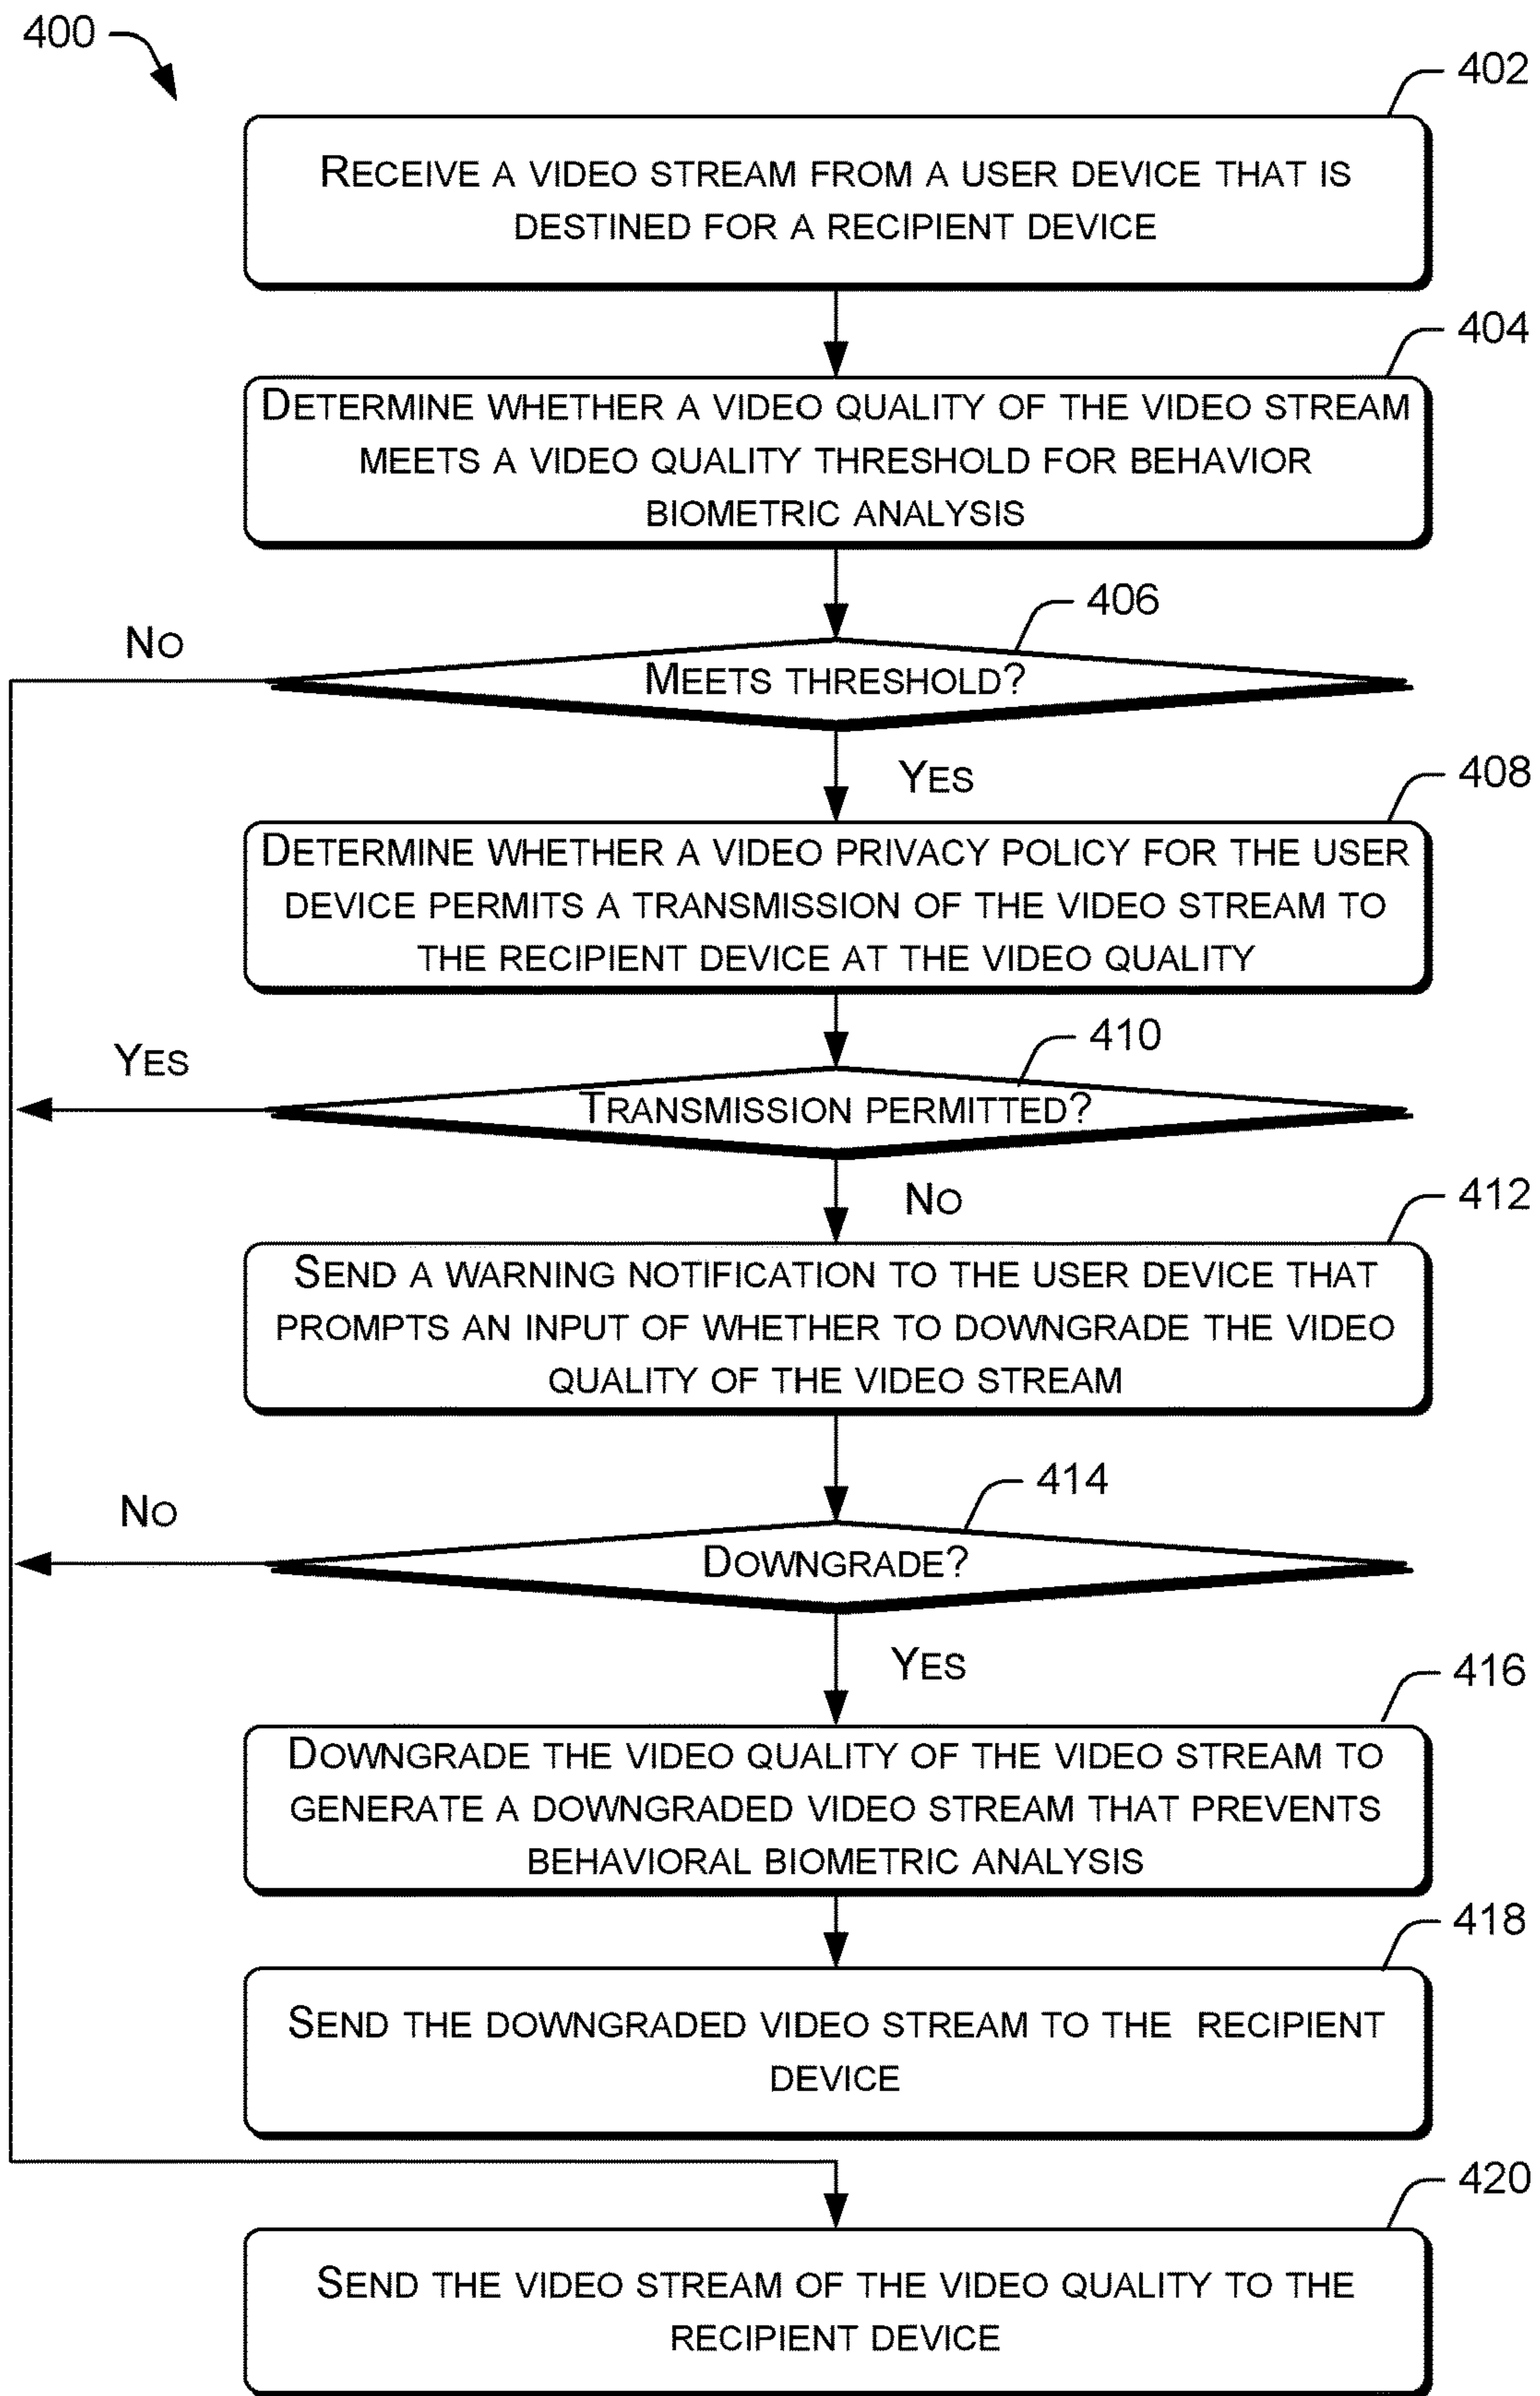 400
402
RECEIVE A VIDEO STREAM FROM A USER DEVICE THAT IS
DESTINED FOR A RECIPIENT DEVICE
404
DETERMINE WHETHER A VIDEO QUALITY OF THE VIDEO STREAM
MEETS A VIDEO QUALITY THRESHOLD FOR BEHAVIOR
BIOMETRIC ANALYSIS
406
NO
MEETS THRESHOLD?
YES
408
DETERMINE WHETHER A VIDEO PRIVACY POLICY FOR THE USER
DEVICE PERMITS A TRANSMISSION OF THE VIDEO STREAM TO
THE RECIPIENT DEVICE AT THE VIDEO QUALITY
410
YES
TRANSMISSION PERMITTED?
NO
412
SEND A WARNING NOTIFICATION TO THE USER DEVICE THAT
PROMPTS AN INPUT OF WHETHER TO DOWNGRADE THE VIDEO
QUALITY OF THE VIDEO STREAM
414
NO
DOWNGRADE?
YES
416
DOWNGRADE THE VIDEO QUALITY OF THE VIDEO STREAM TO
GENERATE A DOWNGRADED VIDEO STREAM THAT PREVENTS
BEHAVIORAL BIOMETRIC ANALYSIS
418
SEND THE DOWNGRADED VIDEO STREAM TO THE RECIPIENT
DEVICE
420
SEND THE VIDEO STREAM OF THE VIDEO QUALITY TO THE
RECIPIENT DEVICE